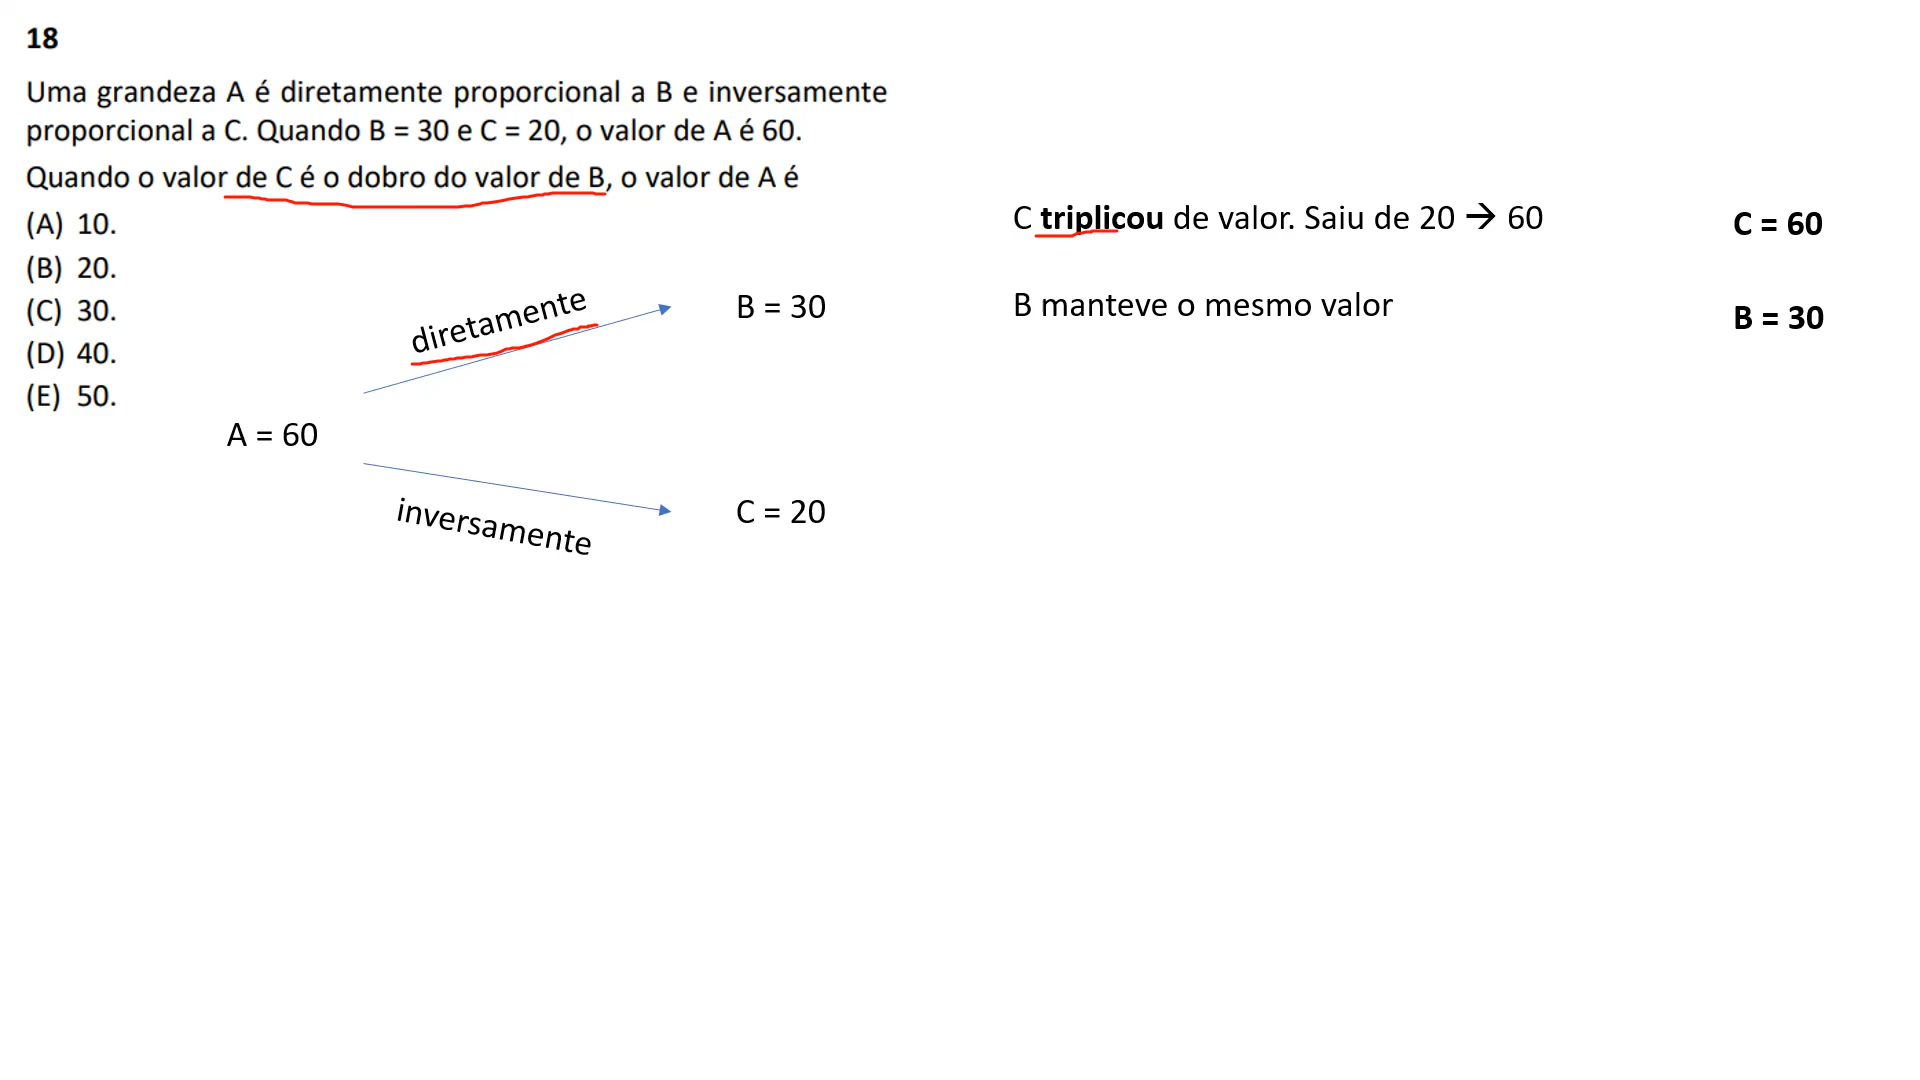 18
Uma grandeza A é diretamente proporcional a B e inversamente
proporcional a C. Quando B = 30 e C = 20, o valor de A é 60.
Quando o valor de C é o dobro do valor de B, o valor de A é
(A) 10.
(B) 20.
(C) 30.
(D) 40.
(E) 50.
diretamente
B = 30
A = 60
inversamente
C = 20
C triplicou de valor. Saiu de 20 → 60
C = 60
B manteve o mesmo valor
B = 30